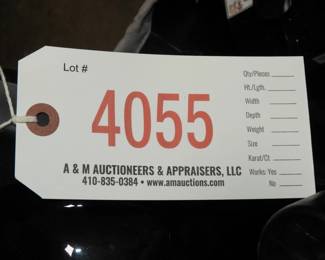 Lot #
4055
Qty/Pieces
Ht./Lgth.
Width
Depth
Weight
Size
Karat/Ct.
Works: Yes
No
A & M AUCTIONEERS & APPRAISERS, LLC
410-835-0384 • www.amauctions.com